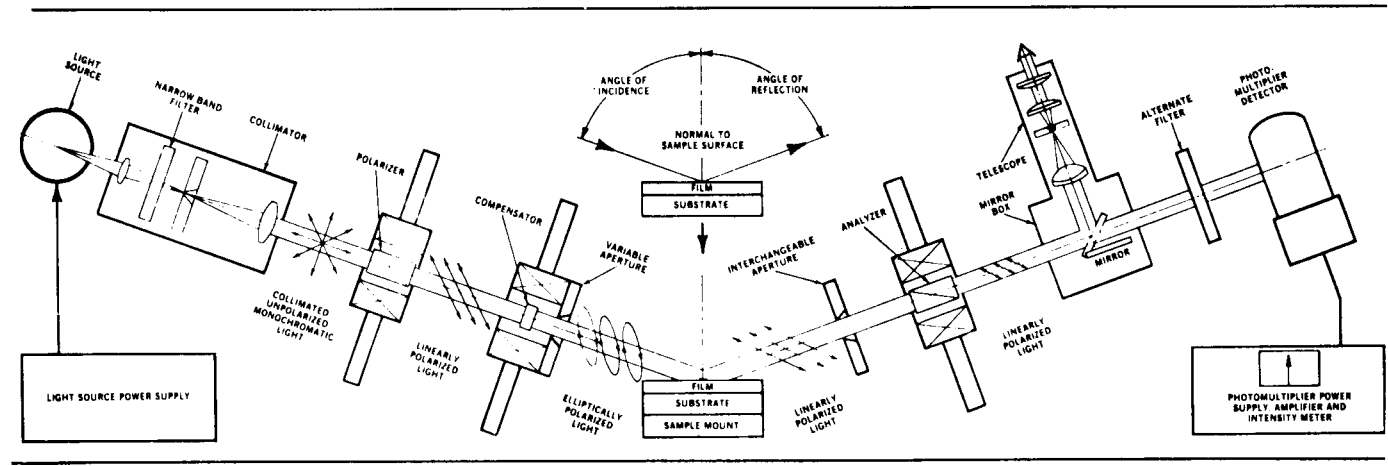 LIGHT
SOURCE
NARROW BAND
FILTER
COLLIMATOR
POLARIZER
COMPENSATOR
VARIABLE
APERTURE
COLLIMATED
UNPOLARIZED
MONOCHROMATIC
LIGHT
LINEARLY
POLARIZED
LIGHT
ELLIPTICALLY
POLARIZED
LIGHT
LIGHT SOURCE POWER SUPPLY
ANGLE OF
INCIDENCE
ANGLE OF
REFLECTION
NORMAL TO
SAMPLE SURFACE
FILM
SUBSTRATE
FILM
SUBSTRATE
SAMPLE MOUNT
INTERCHANGEABLE
APERTURE
LINEARLY
POLARIZED
LIGHT
ANALYZER
LINEARLY
POLARIZED
LIGHT
TELESCOPE
MIRROR
BOX
MIRROR
ALTERNATE
FILTER
PHOTO-
MULTIPLIER
DETECTOR
PHOTOMULTIPLIER POWER
SUPPLY, AMPLIFIER AND
INTENSITY METER